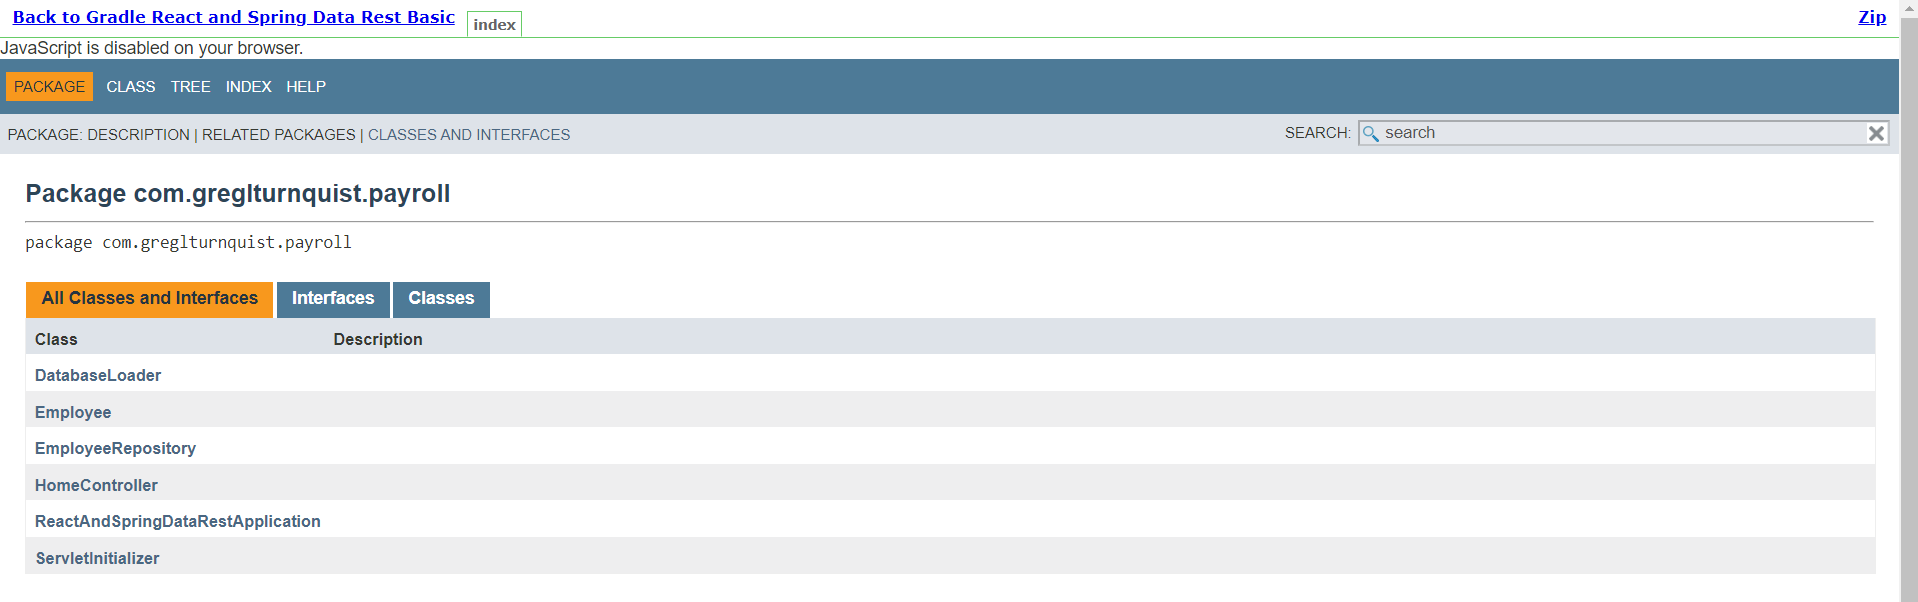 Back to Gradle React and Spring Data Rest Basic index Zip
JavaScript is disabled on your browser.
PACKAGE CLASS TREE INDEX HELP
PACKAGE: DESCRIPTION | RELATED PACKAGES | CLASSES AND INTERFACES SEARCH: search
Package com.greglturnquist.payroll
package com.greglturnquist.payroll
All Classes and Interfaces Interfaces Classes
Class Description
DatabaseLoader
Employee
EmployeeRepository
HomeController
ReactAndSpringDataRestApplication
ServletInitializer